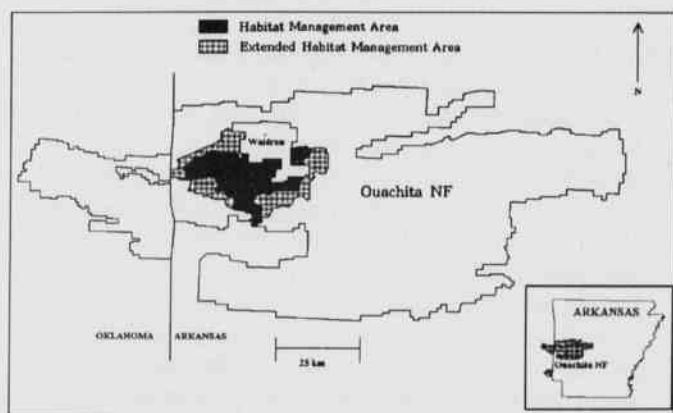 Habitat Management Area
Extended Habitat Management Area
N
Waldron
Ouachita NF
OKLAHOMA ARKANSAS
25 km
ARKANSAS
Ouachita NF